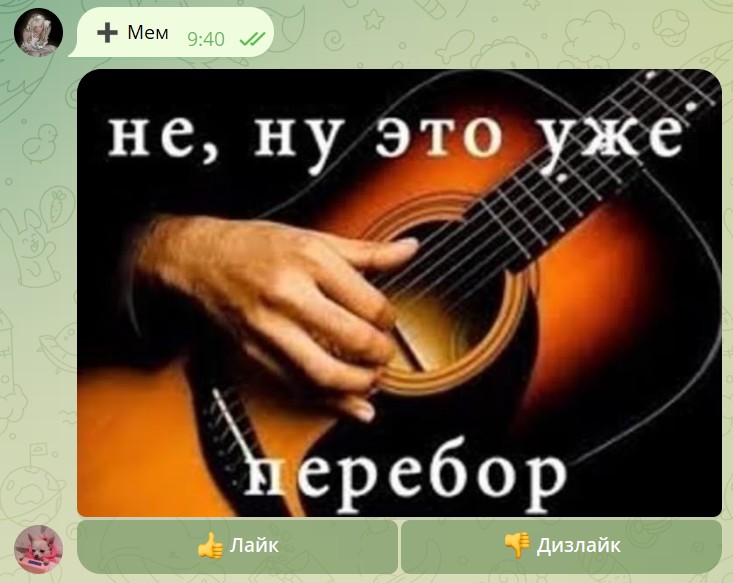 ➕ Мем 9:40
не, ну это уже
перебор
👍 Лайк
👎 Дизлайк